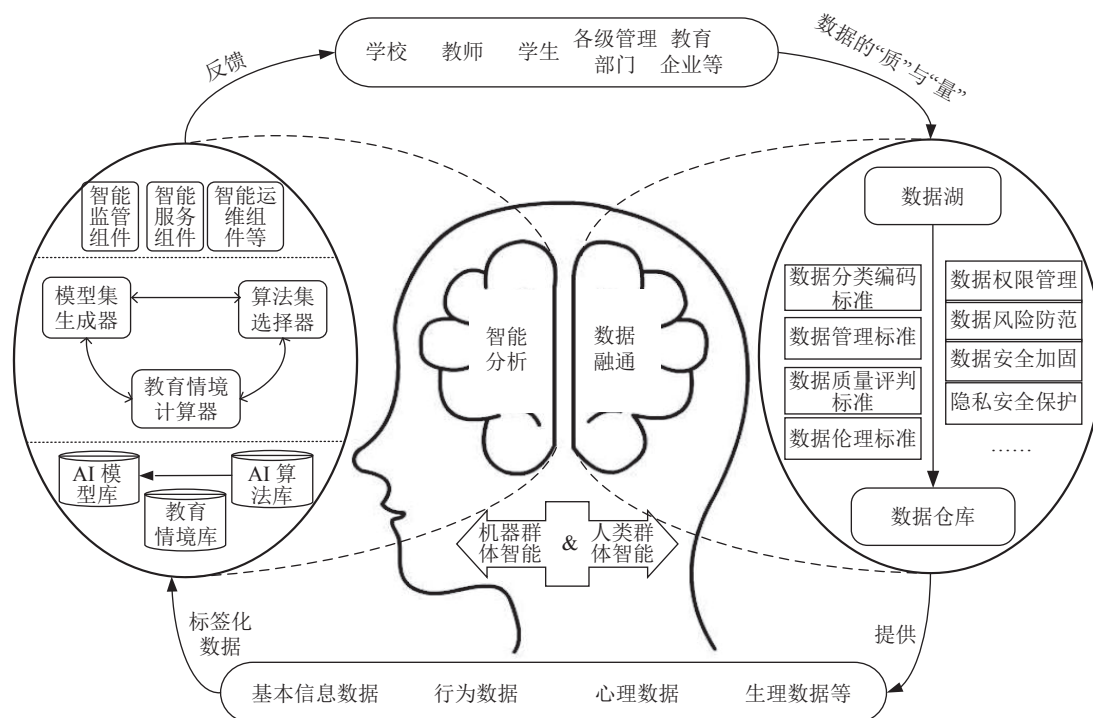 学校 教师 学生 各级管理部门 教育企业等
反馈
数据的“质”与“量”
智能
监管
组件
智能
服务
组件
智能运
维组
件等
模型集
生成器
算法集
选择器
教育情境
计算器
AI 模
型库
AI 算
法库
教育
情境库
智能
分析
数据
融通
机器群
体智能
&
人类群
体智能
数据湖
数据分类编码
标准
数据管理标准
数据质量评判
标准
数据伦理标准
数据权限管理
数据风险防范
数据安全加固
隐私安全保护
……
数据仓库
标签化
数据
提供
基本信息数据 行为数据 心理数据 生理数据等